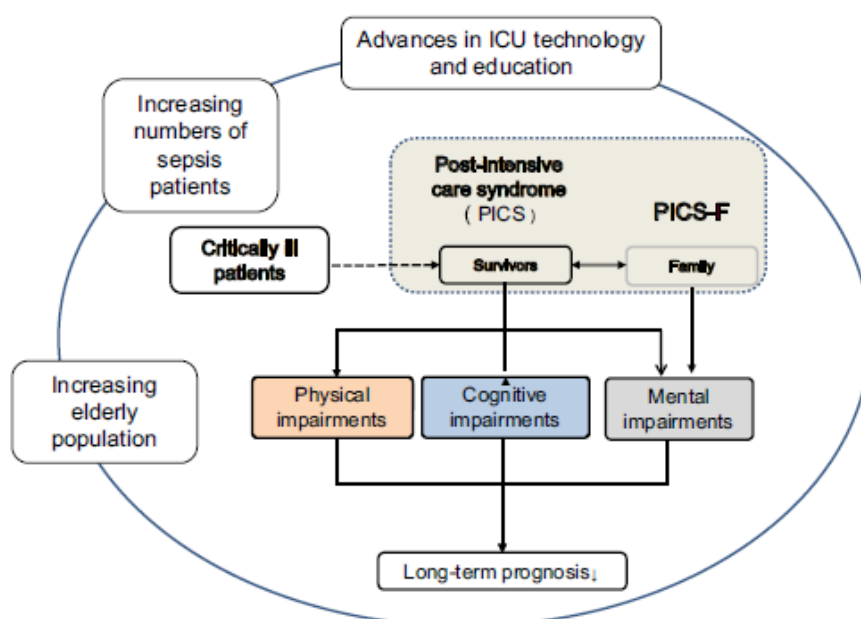 Advances in ICU technology
and education
Increasing
numbers of
sepsis
patients
Post-intensive
care syndrome
( PICS )
PICS-F
Critically ill
patients
Survivors
Family
Increasing
elderly
population
Physical
impairments
Cognitive
impairments
Mental
impairments
Long-term prognosis↓